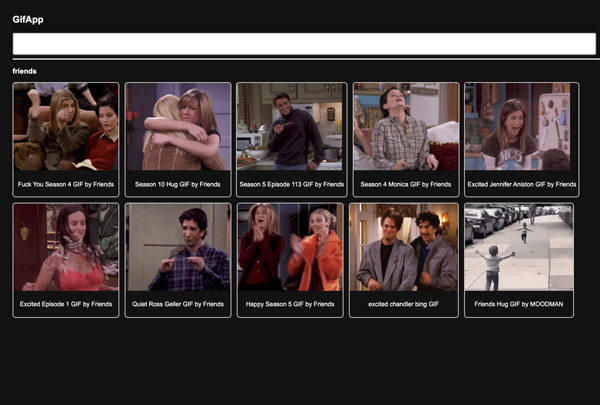 GifApp
friends
Fuck You Season 4 GIF by Friends
Season 10 Hug GIF by Friends
Season 5 Episode 113 GIF by Friends
Season 4 Monica GIF by Friends
Excited Jennifer Aniston GIF by Friends
Excited Episode 1 GIF by Friends
Quiet Ross Geller GIF by Friends
Happy Season 5 GIF by Friends
excited chandler bing GIF
Friends Hug GIF by MOODMAN